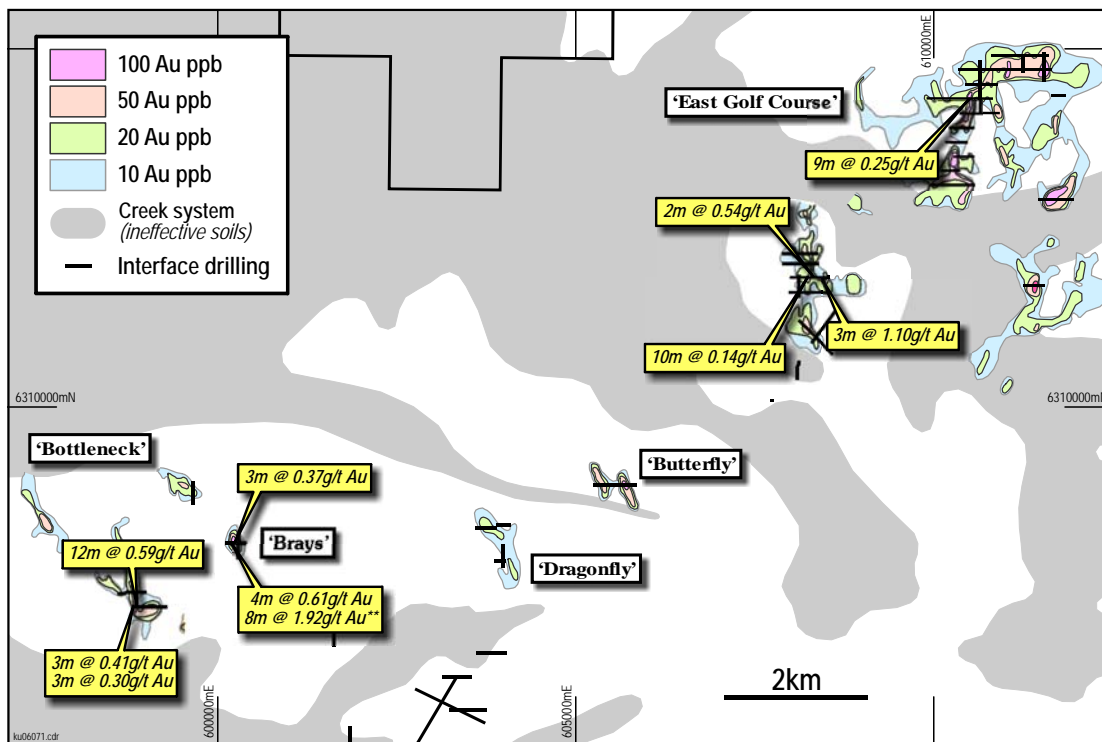 100 Au ppb
50 Au ppb
20 Au ppb
10 Au ppb
Creek system
(ineffective soils)
Interface drilling
610000mE
‘East Golf Course’
9m @ 0.25g/t Au
2m @ 0.54g/t Au
3m @ 1.10g/t Au
10m @ 0.14g/t Au
6310000mN
6310000mN
‘Bottleneck’
3m @ 0.37g/t Au
‘Butterfly’
‘Brays’
12m @ 0.59g/t Au
‘Dragonfly’
4m @ 0.61g/t Au
8m @ 1.92g/t Au**
3m @ 0.41g/t Au
3m @ 0.30g/t Au
2km
600000mE
605000mE
ku06071.cdr